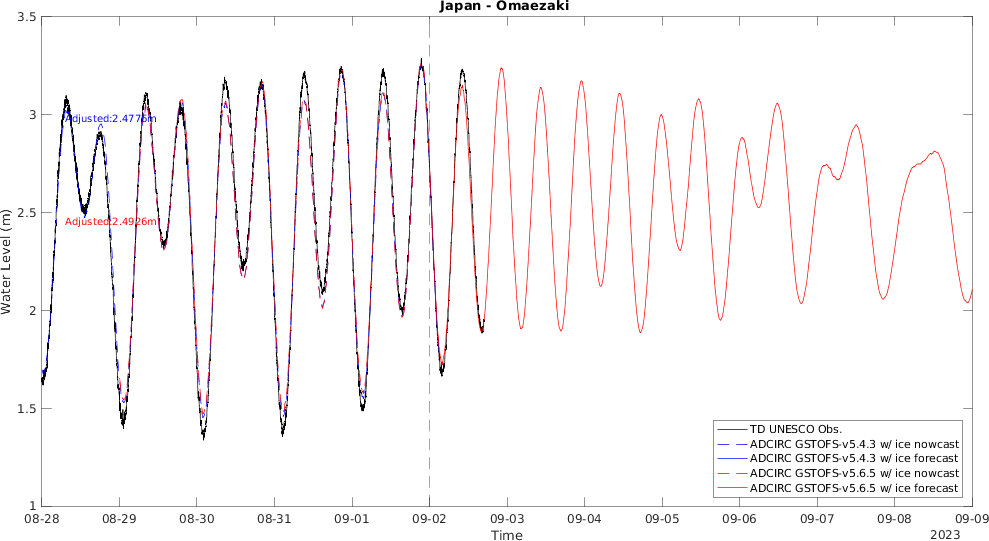 Japan - Omaezaki
3.5
3
2.5
2
1.5
1
Water Level (m)
Adjusted:2.4775m
Adjusted:2.4926m
TD UNESCO Obs.
ADCIRC GSTOFS-v5.4.3 w/ ice nowcast
ADCIRC GSTOFS-v5.4.3 w/ ice forecast
ADCIRC GSTOFS-v5.6.5 w/ ice nowcast
ADCIRC GSTOFS-v5.6.5 w/ ice forecast
08-28 08-29 08-30 08-31 09-01 09-02 09-03 09-04 09-05 09-06 09-07 09-08 09-09
Time
2023